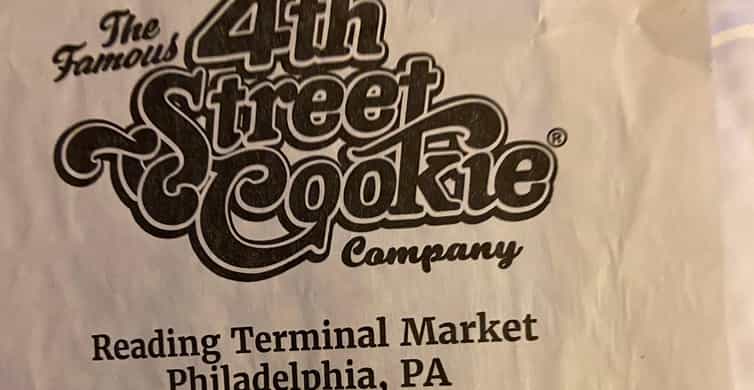 The
Famous
4th
Street
Cookie®
Company
Reading Terminal Market
Philadelphia, PA